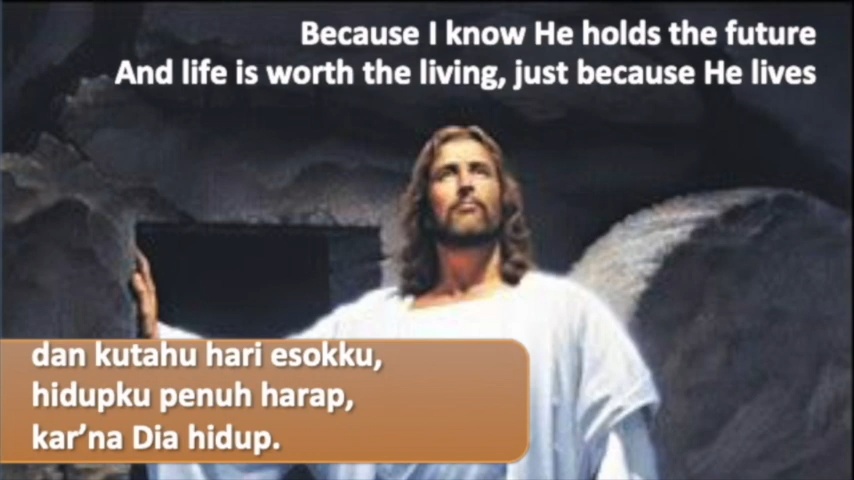 Because I know He holds the future
And life is worth the living, just because He lives
dan kutahu hari esokku,
hidupku penuh harap,
kar’na Dia hidup.